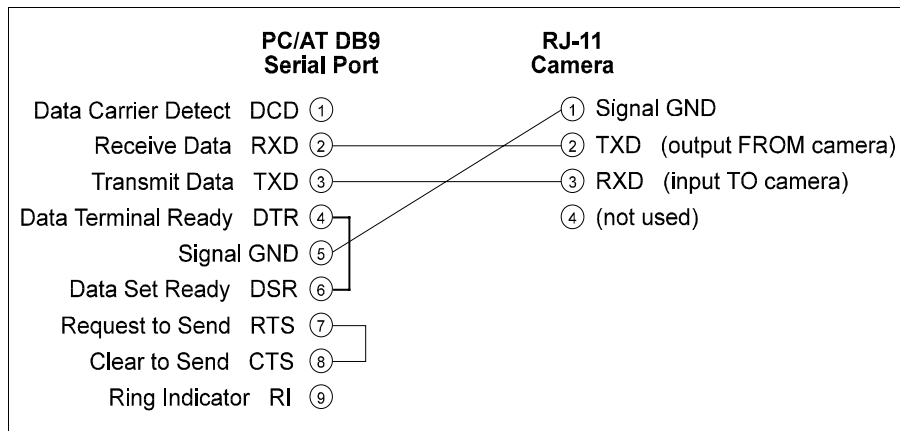 PC/AT DB9 RJ-11
Serial Port Camera
Data Carrier Detect DCD 1 1 Signal GND
Receive Data RXD 2 2 TXD (output FROM camera)
Transmit Data TXD 3 3 RXD (input TO camera)
Data Terminal Ready DTR 4 4 (not used)
Signal GND 5
Data Set Ready DSR 6
Request to Send RTS 7
Clear to Send CTS 8
Ring Indicator RI 9